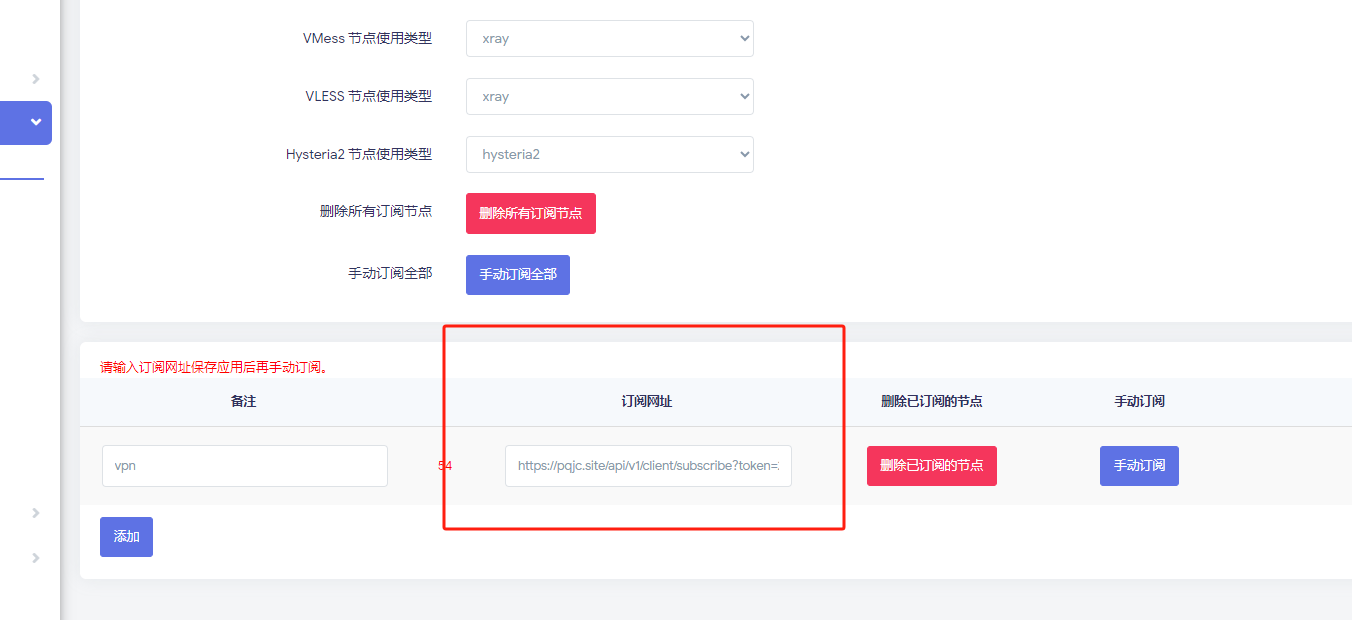 VMess 节点使用类型 xray
VLESS 节点使用类型 xray
Hysteria2 节点使用类型 hysteria2
删除所有订阅节点 删除所有订阅节点
手动订阅全部 手动订阅全部
请输入订阅网址保存应用后再手动订阅。
备注 订阅网址 删除已订阅的节点 手动订阅
vpn 54 https://pqjc.site/api/v1/client/subscribe?token= 删除已订阅的节点 手动订阅
添加